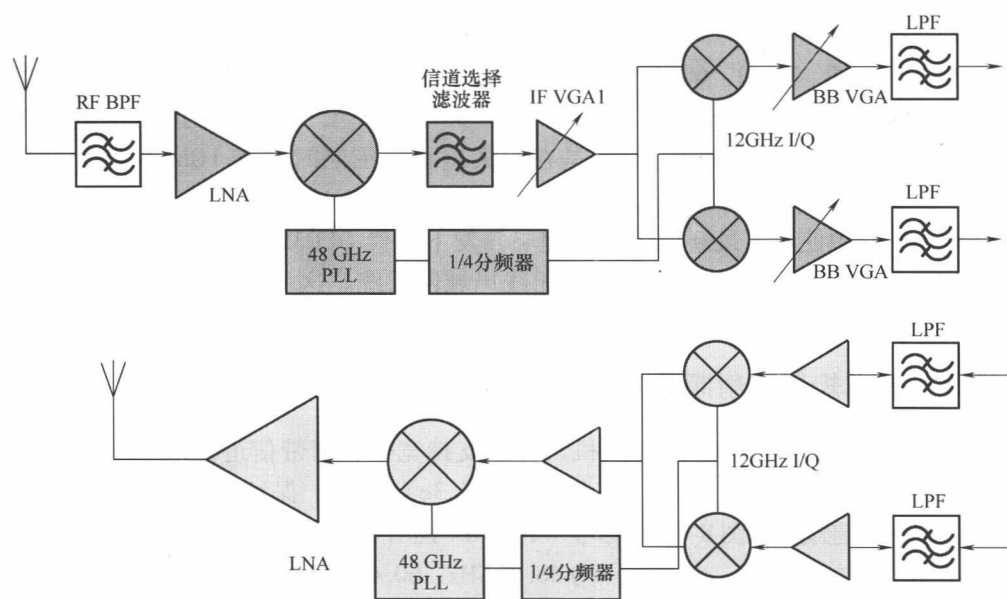 LPF
信道选择
滤波器
RF BPF
IF VGA1
BB VGA
12GHz I/Q
LNA
LPF
48 GHz
PLL
1/4分频器
BB VGA
LPF
12GHz I/Q
LPF
LNA
48 GHz
PLL
1/4分频器